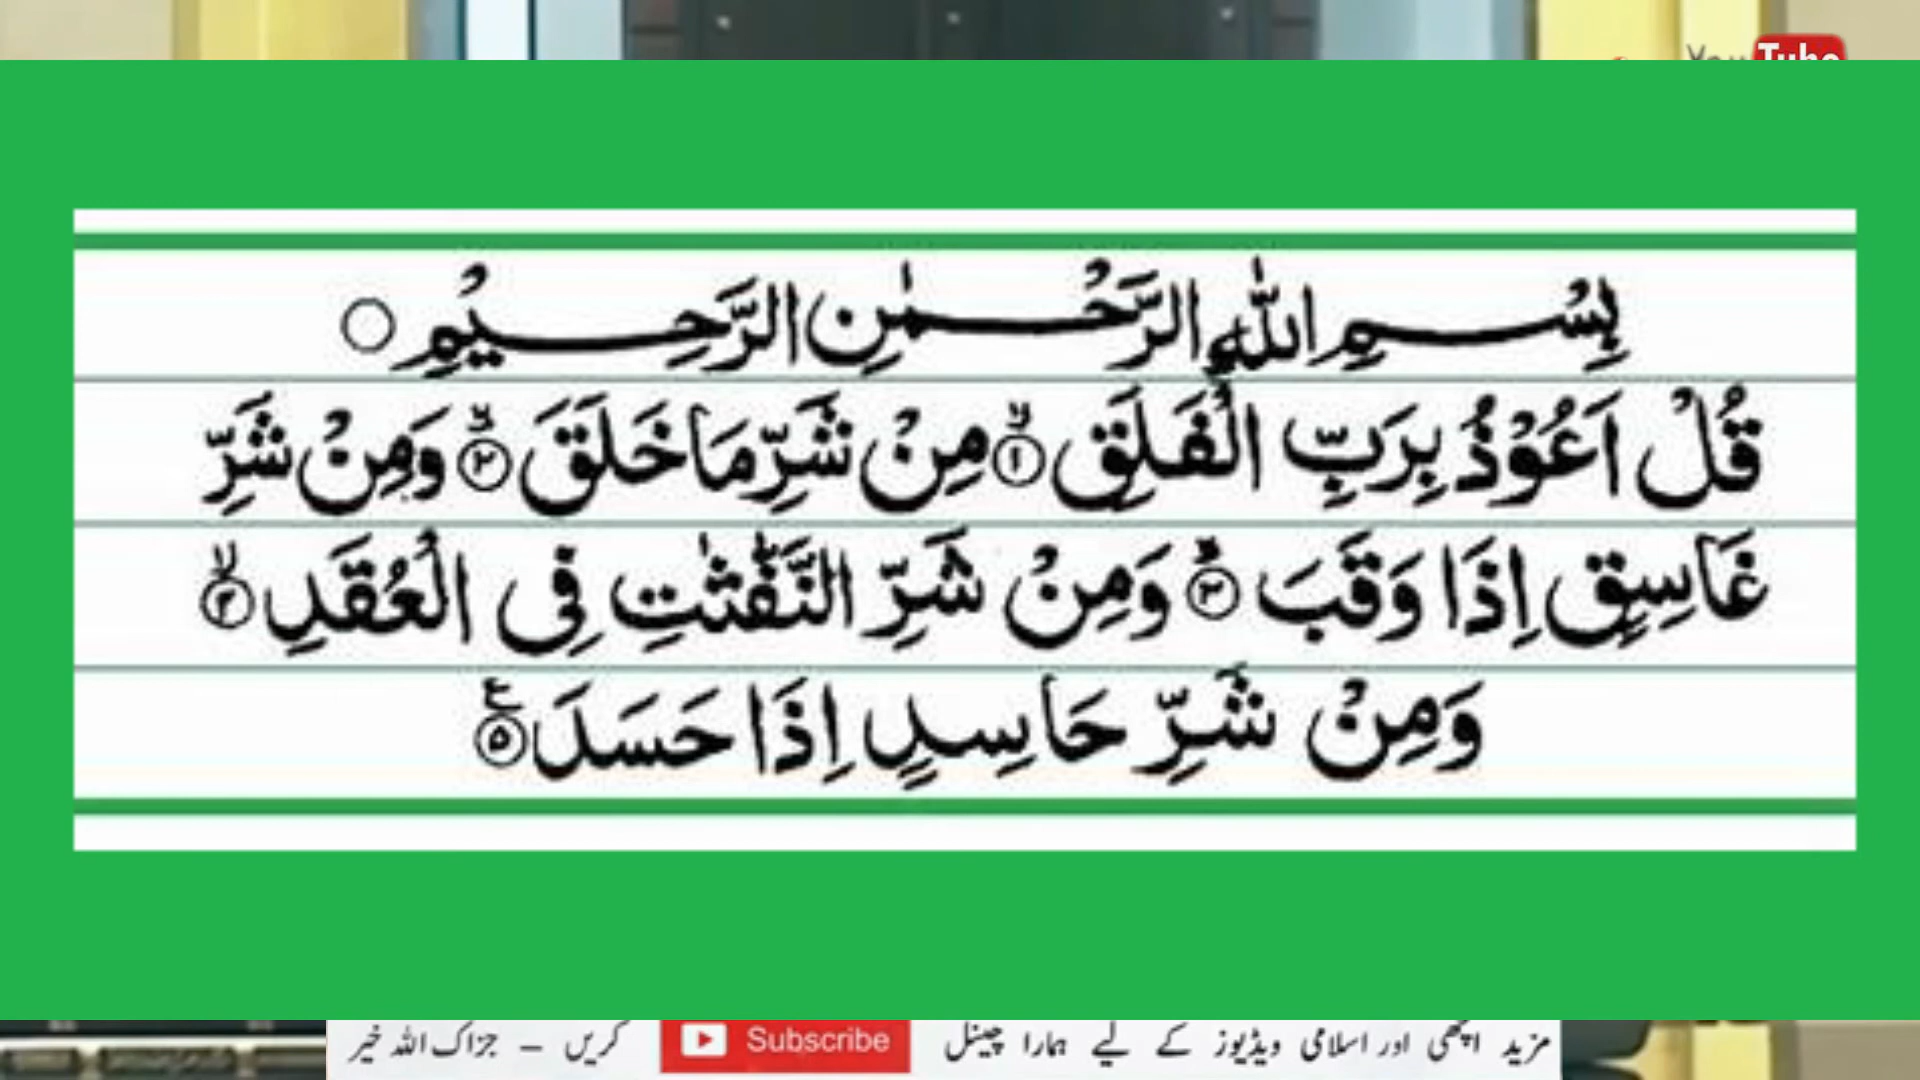 YouTube
بِسْمِ اللّٰهِ الرَّحْمٰنِ الرَّحِيْمِ ○
قُلْ اَعُوْذُ بِرَبِّ الْفَلَقِ ۙ۱ مِنْ شَرِّ مَا خَلَقَ ۙ۲ وَمِنْ شَرِّ
غَاسِقٍ اِذَا وَقَبَ ۙ۳ وَمِنْ شَرِّ النَّفّٰثٰتِ فِى الْعُقَدِ ۙ۴
وَمِنْ شَرِّ حَاسِدٍ اِذَا حَسَدَ ۵ۧ
مزید اچھی اور اسلامی ویڈیوز کے لیے ہمارا چینل Subscribe کریں – جزاک اللہ خیر